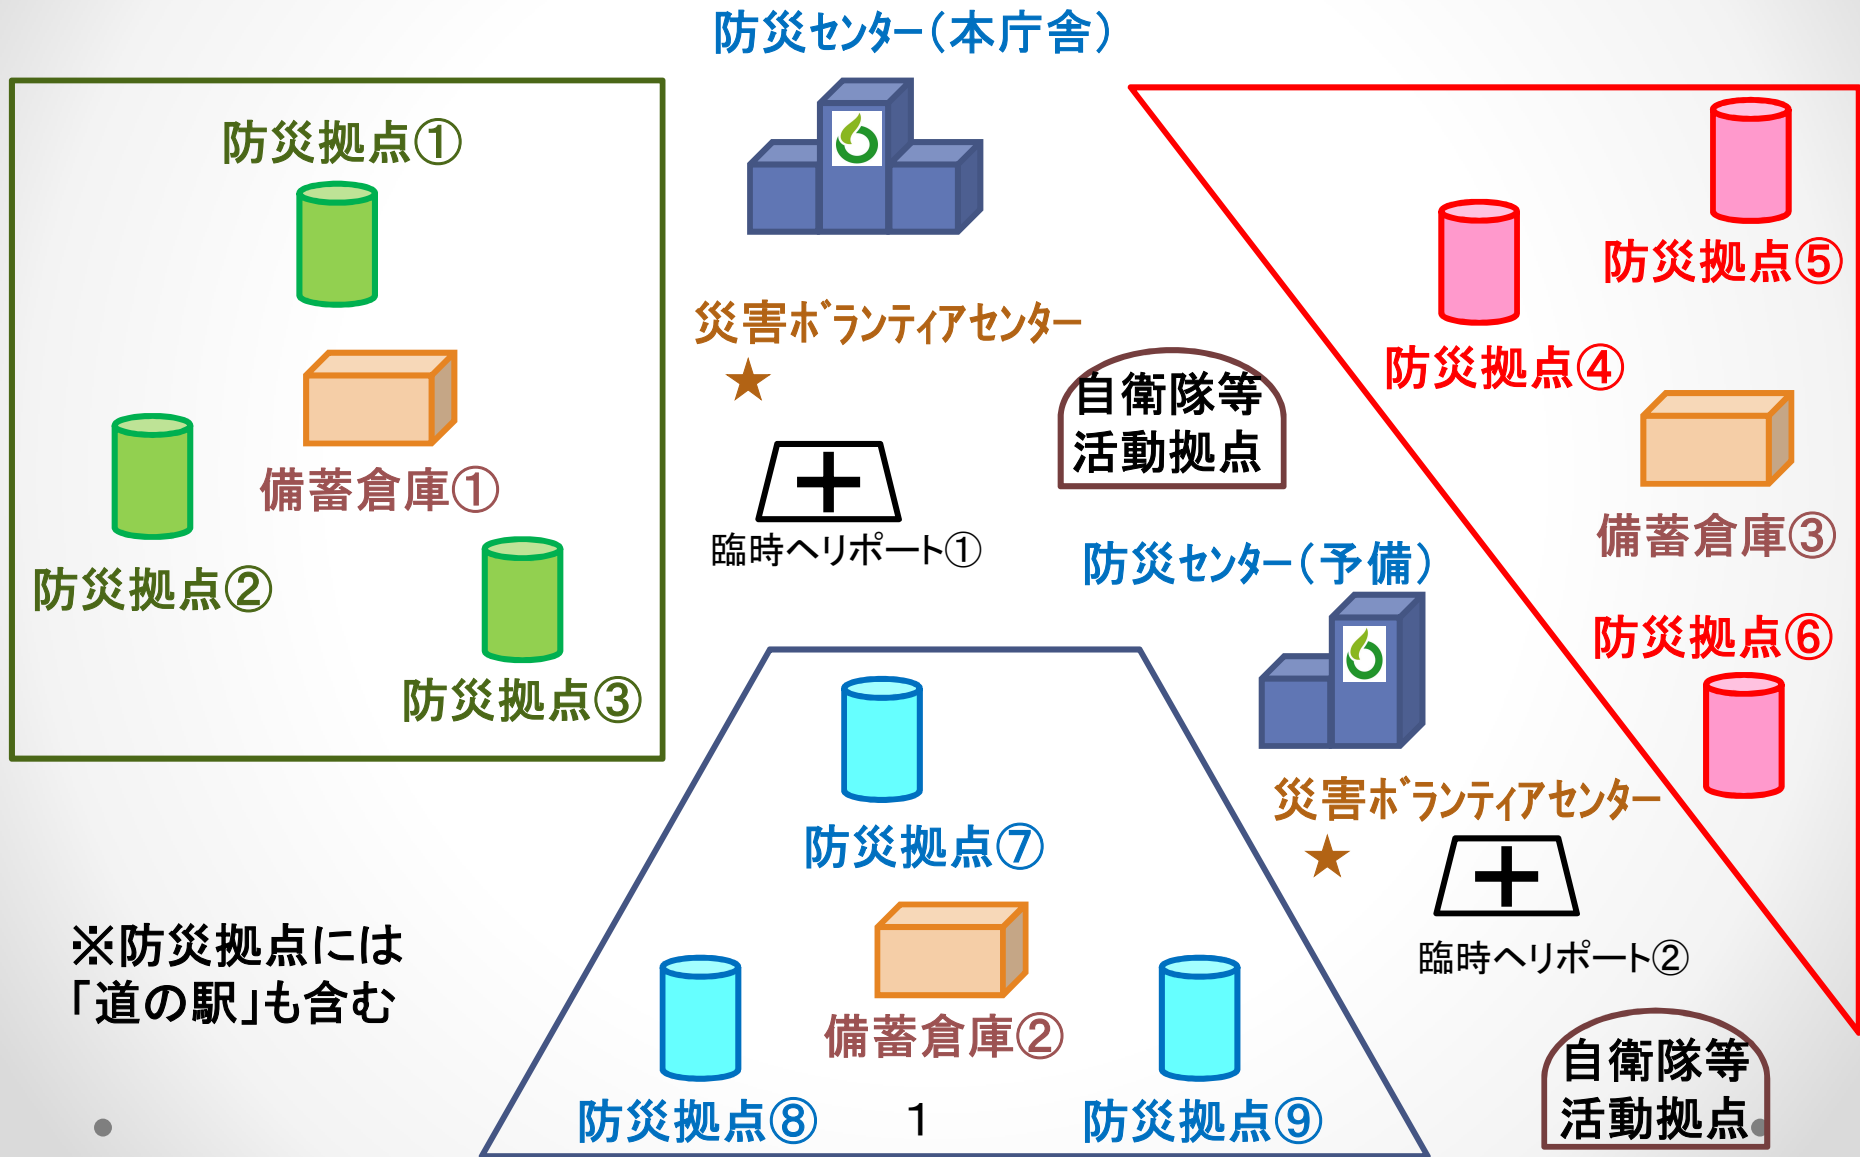 防災センター（本庁舎）
防災拠点①
防災拠点⑤
災害ボランティアセンター
防災拠点④
自衛隊等
活動拠点
備蓄倉庫①
備蓄倉庫③
臨時ヘリポート①
防災センター（予備）
防災拠点②
防災拠点⑥
防災拠点③
災害ボランティアセンター
防災拠点⑦
※防災拠点には
「道の駅」も含む
臨時ヘリポート②
備蓄倉庫②
自衛隊等
活動拠点
防災拠点⑧
1
防災拠点⑨